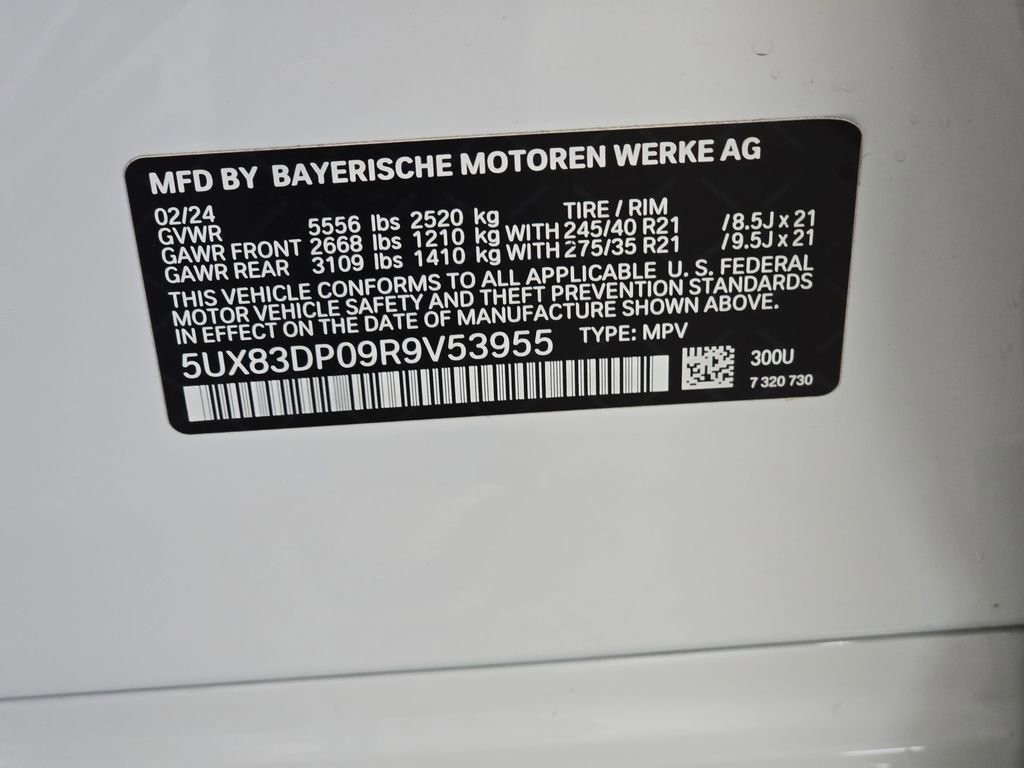 MFD BY BAYERISCHE MOTOREN WERKE AG
02/24 TIRE / RIM
GVWR 5556 lbs 2520 kg
GAWR FRONT 2668 lbs 1210 kg WITH 245/40 R21 /8.5J x 21
GAWR REAR 3109 lbs 1410 kg WITH 275/35 R21 /9.5J x 21
THIS VEHICLE CONFORMS TO ALL APPLICABLE U. S. FEDERAL
MOTOR VEHICLE SAFETY AND THEFT PREVENTION STANDARDS
IN EFFECT ON THE DATE OF MANUFACTURE SHOWN ABOVE.
5UX83DP09R9V53955 TYPE: MPV
300U
7 320 730